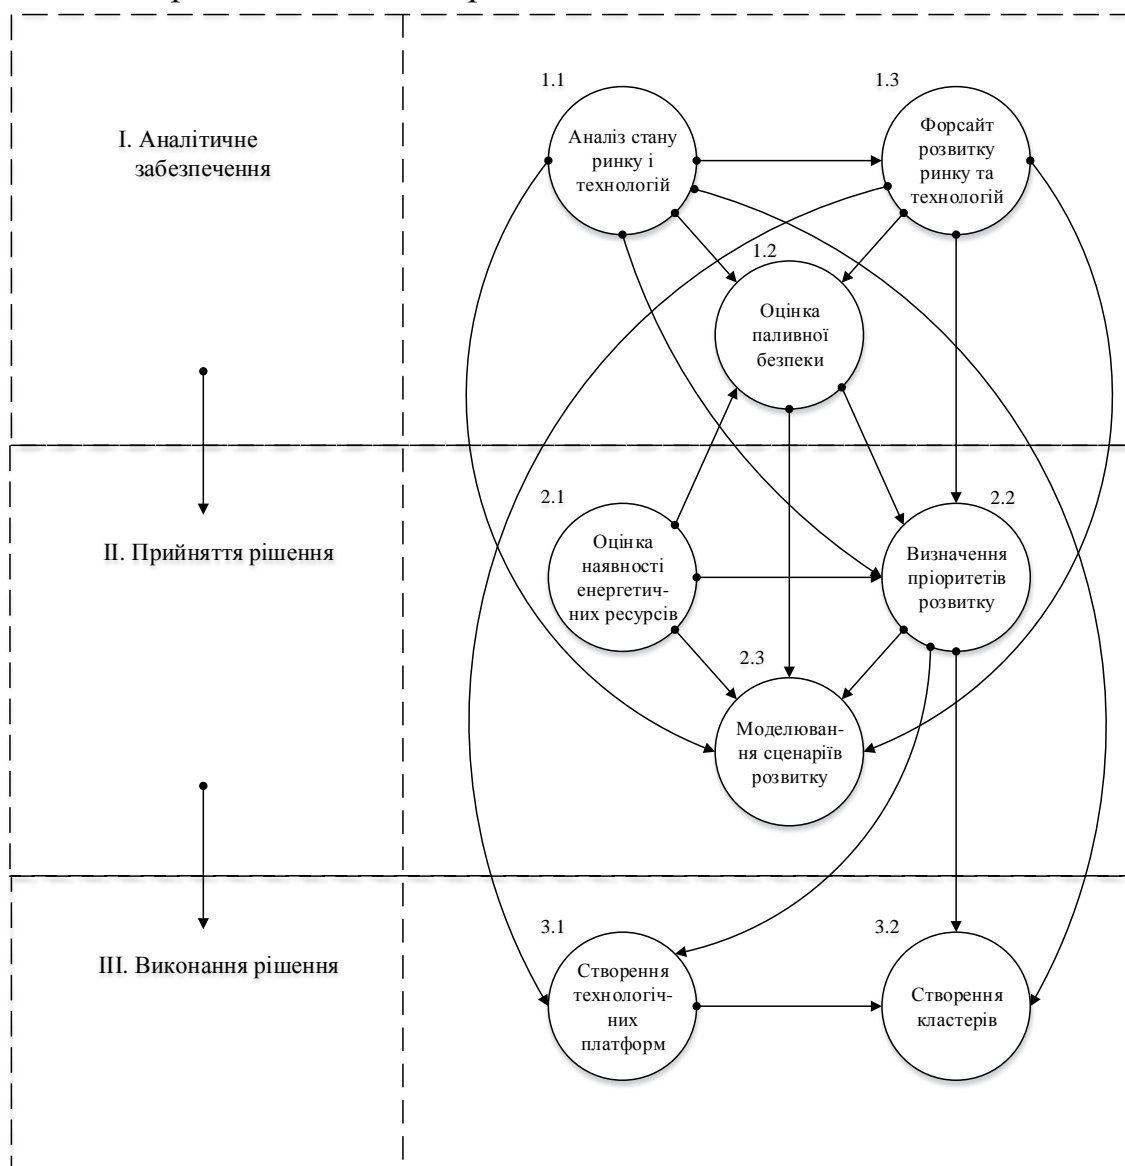 1.1
1.3
І. Аналітичне
забезпечення
Аналіз стану
ринку і
технологій
Форсайт
розвитку
ринку та
технологій
1.2
Оцінка
паливної
безпеки
2.1
2.2
ІІ. Прийняття рішення
Оцінка
наявності
енергетич-
них ресурсів
Визначення
пріоритетів
розвитку
2.3
Моделюван-
ня сценаріїв
розвитку
3.1
3.2
ІІІ. Виконання рішення
Створення
технологіч-
них
платформ
Створення
кластерів